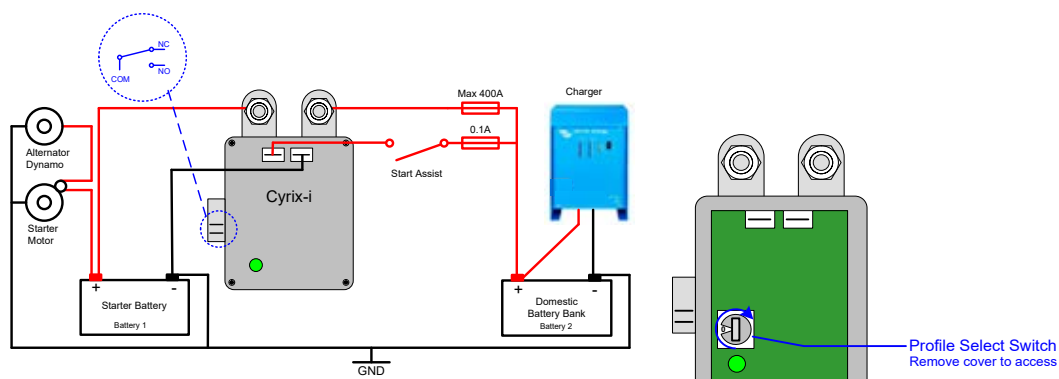 NC
COM
NO
Max 400A
Charger
0.1A
Alternator
Dynamo
Start Assist
Cyrix-i
Starter
Motor
+
-
+
-
Starter Battery
Battery 1
Domestic
Battery Bank
Battery 2
0
Profile Select Switch
Remove cover to access
GND